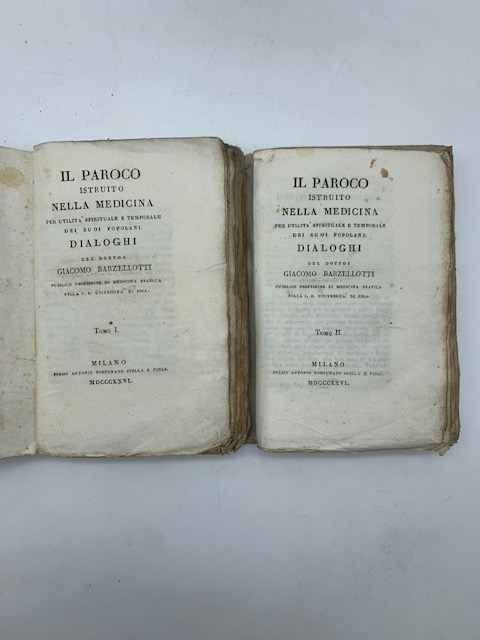 IL PAROCO
ISTRUITO
NELLA MEDICINA
PER UTILITA' SPIRITUALE E TEMPORALE
DEI SUOI POPOLANI.
DIALOGHI
DEL DOTTOR
GIACOMO BARZELLOTTI
PUBBLICO PROFESSORE DI MEDICINA PRATICA
NELLA I. R. UNIVERSITA' DI PISA.
Tomo I.
MILANO
PRESSO ANTONIO FORTUNATO STELLA E FIGLI.
MDCCCXXVI.
IL PAROCO
ISTRUITO
NELLA MEDICINA
PER UTILITA' SPIRITUALE E TEMPORALE
DEI SUOI POPOLANI.
DIALOGHI
DEL DOTTOR
GIACOMO BARZELLOTTI
PUBBLICO PROFESSORE DI MEDICINA PRATICA
NELLA I. R. UNIVERSITA' DI PISA.
Tomo II.
MILANO
PRESSO ANTONIO FORTUNATO STELLA E FIGLI.
MDCCCXXVI.